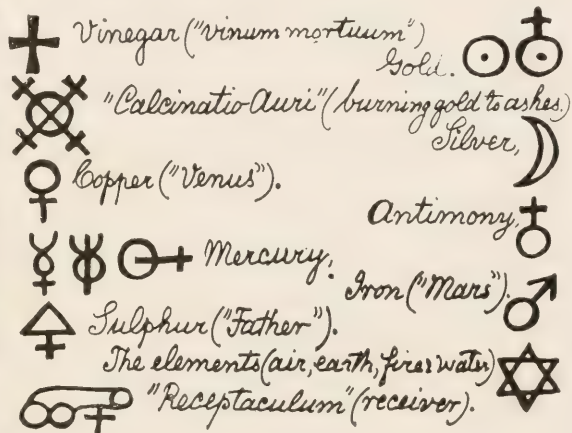 Vinegar ("vinum mortuum")
Gold.
"Calcinatio Auri" (burning gold to ashes.)
Silver,
Copper ("Venus").
Antimony,
Mercury,
Iron ("Mars").
Sulphur ("Father").
The elements (air, earth, fire & water)
"Receptaculum" (receiver).